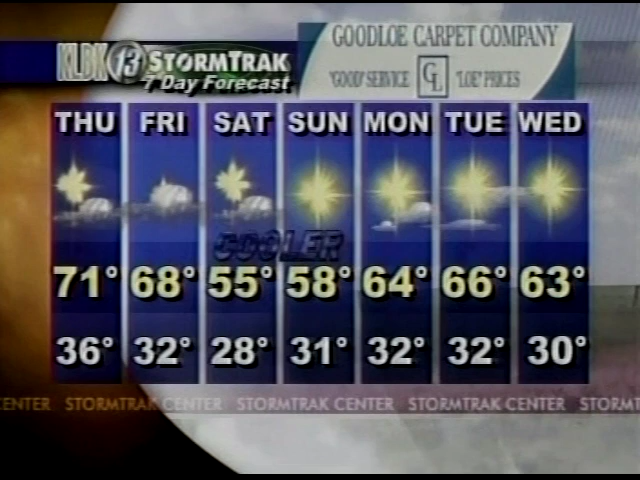 KLBK 13 STORMTRAK
7 Day Forecast
GOODLOE CARPET COMPANY
'GOOD' SERVICE GL 'LOE' PRICES
THU FRI SAT SUN MON TUE WED
COOLER
71° 68° 55° 58° 64° 66° 63°
36° 32° 28° 31° 32° 32° 30°
CENTER STORMTRAK CENTER STORMTRAK CENTER STORMTRAK CENTER STORMT